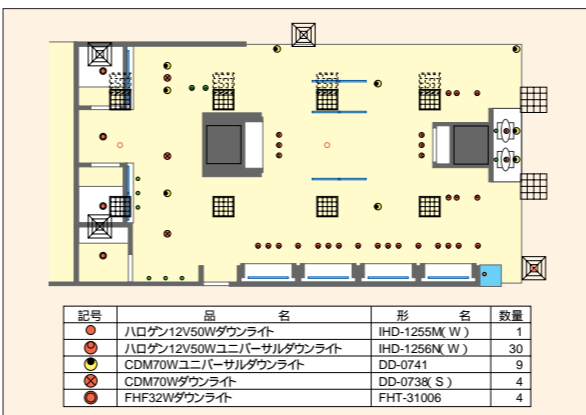 記号 品 名 形 名 数量
ハロゲン12V50Wダウンライト IHD-1255M(W) 1
ハロゲン12V50Wユニバーサルダウンライト IHD-1256N(W) 30
CDM70Wユニバーサルダウンライト DD-0741 9
CDM70Wダウンライト DD-0738(S) 4
FHF32Wダウンライト FHT-31006 4